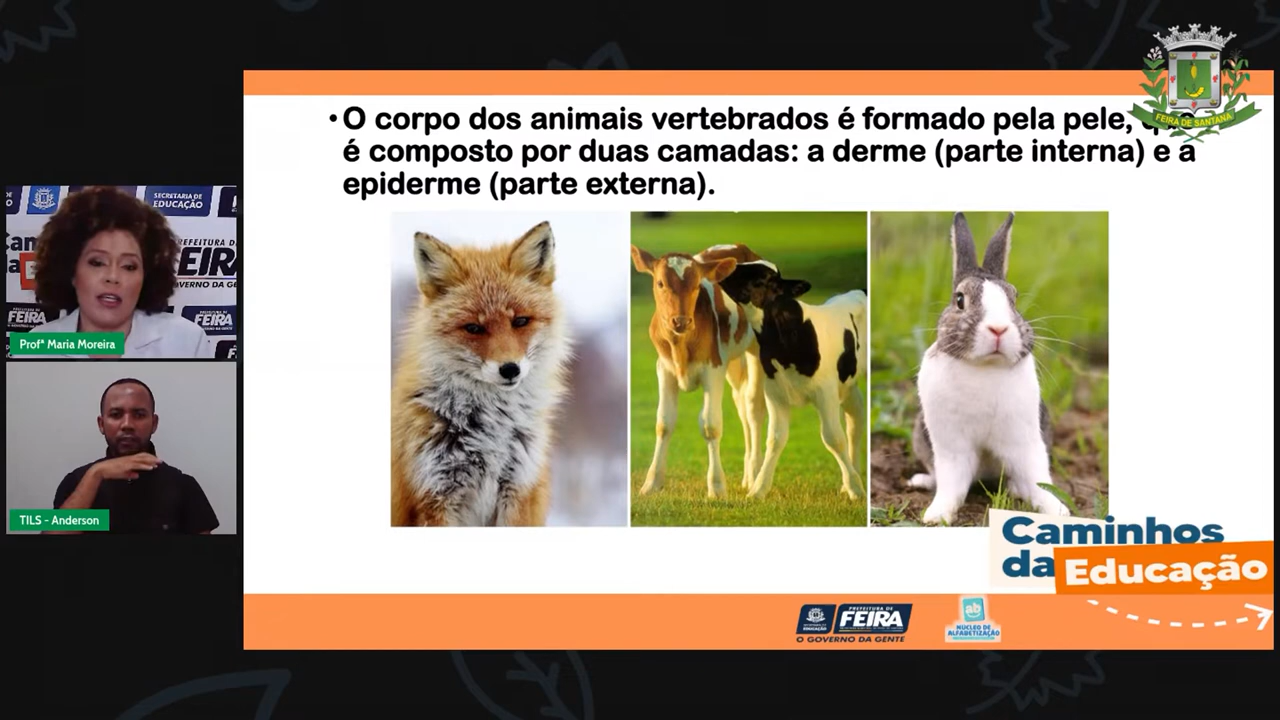 • O corpo dos animais vertebrados é formado pela pele,
é composto por duas camadas: a derme (parte interna) e a
epiderme (parte externa).
FEIRA DE SANTANA
SECRETARIA DE
EDUCAÇÃO
PREFEITURA
GOVERNO DA
FEIRA
Profª Maria Moreira
TILS - Anderson
Caminhos
da Educação
PREFEITURA DE
FEIRA
O GOVERNO DA GENTE
ab
NÚCLEO DE
ALFABETIZAÇÃO